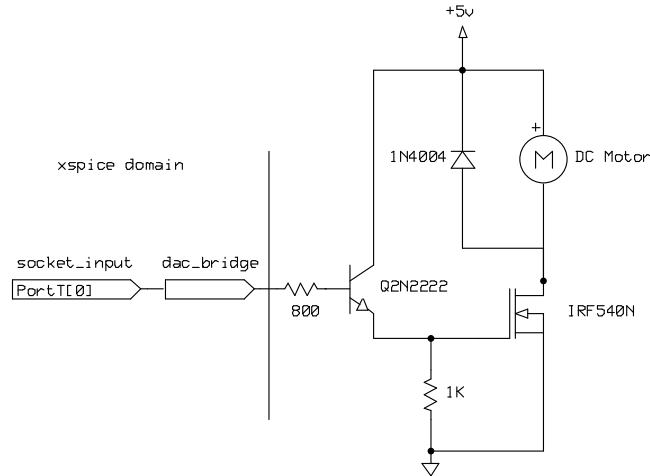 +5v
+
1N4004
M
DC Motor
xspice domain
socket_input
dac_bridge
PortT[0]
800
Q2N2222
IRF540N
1K